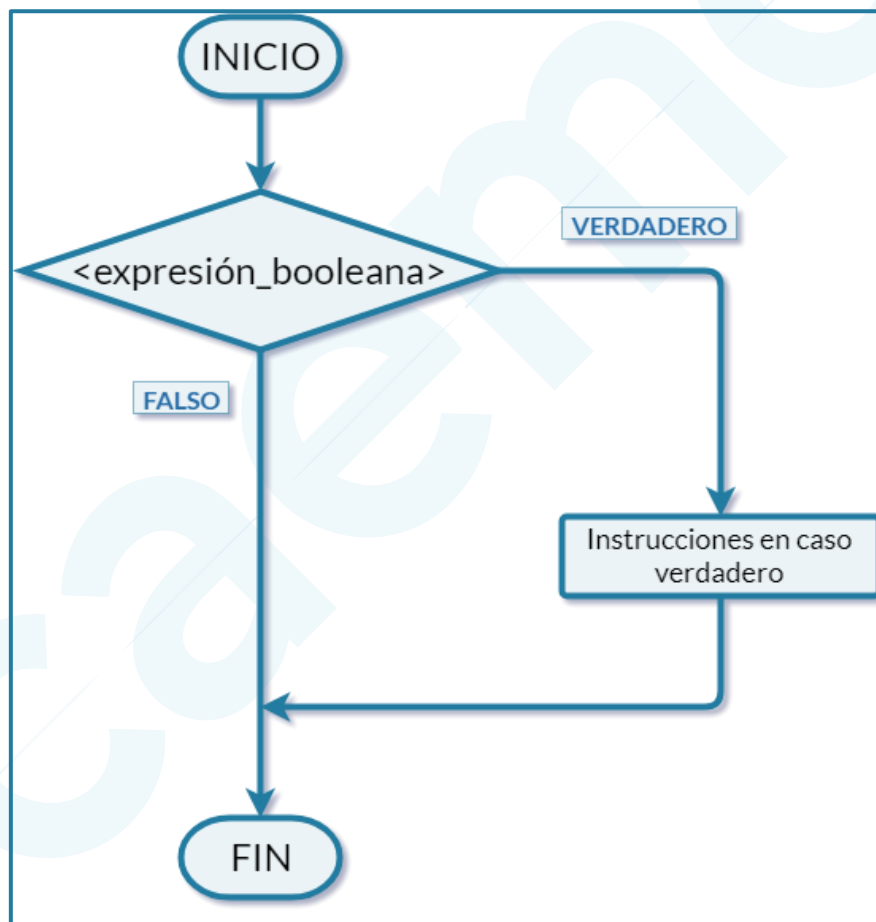 INICIO
<expresión_booleana>
VERDADERO
FALSO
Instrucciones en caso
verdadero
FIN